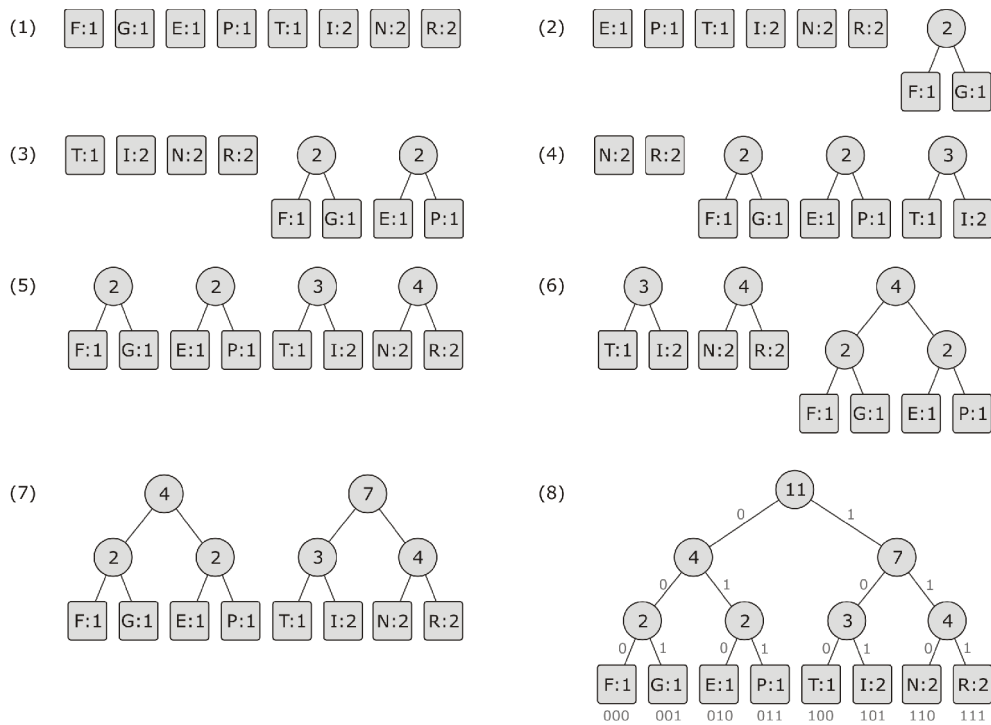 (1) F:1 G:1 E:1 P:1 T:1 I:2 N:2 R:2
(2) E:1 P:1 T:1 I:2 N:2 R:2 2
F:1 G:1
(3) T:1 I:2 N:2 R:2 2 2
F:1 G:1 E:1 P:1
(4) N:2 R:2 2 2 3
F:1 G:1 E:1 P:1 T:1 I:2
(5) 2 2 3 4
F:1 G:1 E:1 P:1 T:1 I:2 N:2 R:2
(6) 3 4 4
T:1 I:2 N:2 R:2 2 2
F:1 G:1 E:1 P:1
(7) 4 7
2 2 3 4
F:1 G:1 E:1 P:1 T:1 I:2 N:2 R:2
(8) 11
0 1
4 7
0 1 0 1
2 2 3 4
0 1 0 1 0 1 0 1
F:1 G:1 E:1 P:1 T:1 I:2 N:2 R:2
000 001 010 011 100 101 110 111